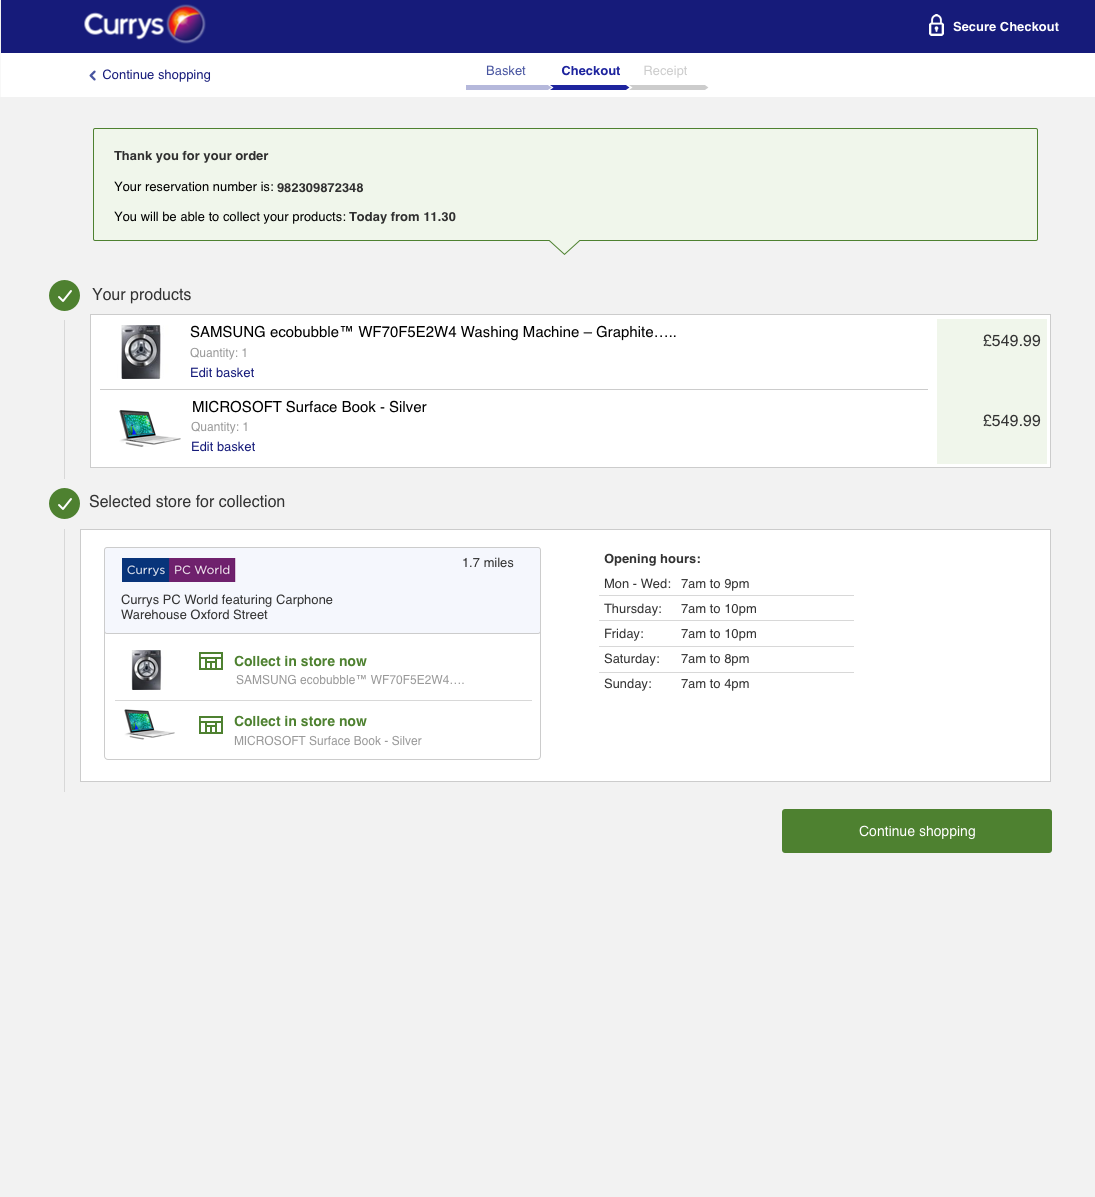 Currys
Secure Checkout
Continue shopping
Basket
Checkout
Receipt
Thank you for your order
Your reservation number is: 982309872348
You will be able to collect your products: Today from 11.30
Your products
SAMSUNG ecobubble™ WF70F5E2W4 Washing Machine – Graphite…..
£549.99
Quantity: 1
Edit basket
MICROSOFT Surface Book - Silver
£549.99
Quantity: 1
Edit basket
Selected store for collection
Currys PC World
1.7 miles
Currys PC World featuring Carphone
Warehouse Oxford Street
Collect in store now
SAMSUNG ecobubble™ WF70F5E2W4….
Collect in store now
MICROSOFT Surface Book - Silver
Opening hours:
Mon - Wed: 7am to 9pm
Thursday: 7am to 10pm
Friday: 7am to 10pm
Saturday: 7am to 8pm
Sunday: 7am to 4pm
Continue shopping